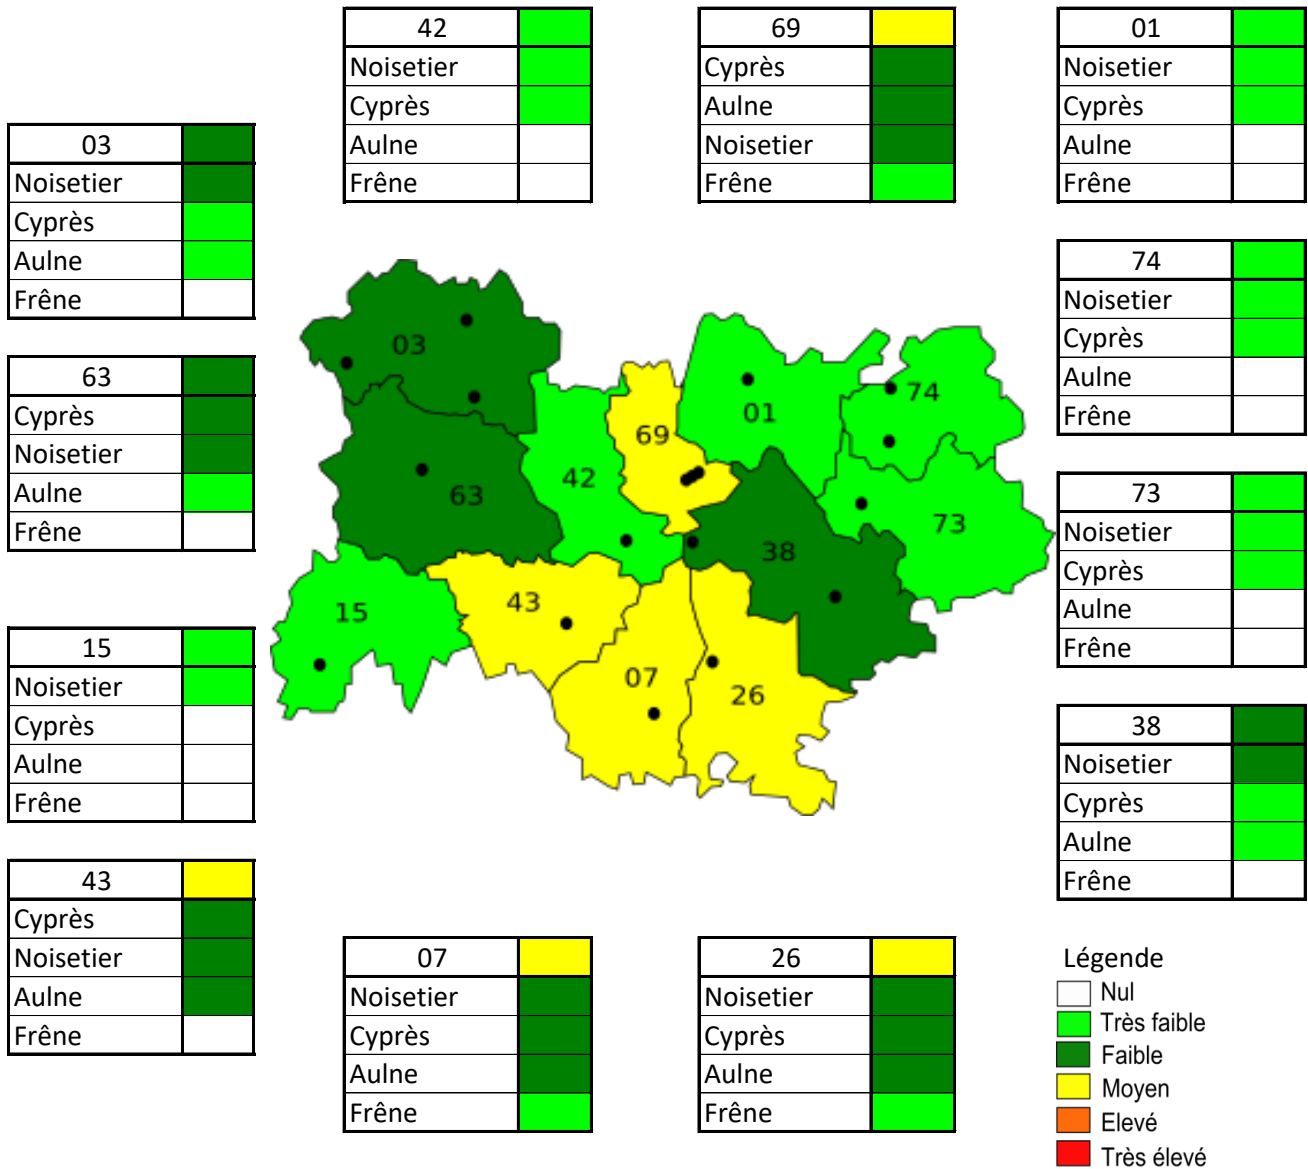 42
Noisetier
Cyprès
Aulne
Frêne
69
Cyprès
Aulne
Noisetier
Frêne
01
Noisetier
Cyprès
Aulne
Frêne
03
Noisetier
Cyprès
Aulne
Frêne
74
Noisetier
Cyprès
Aulne
Frêne
63
Cyprès
Noisetier
Aulne
Frêne
03
74
01
69
42
63
73
38
43
15
07
26
73
Noisetier
Cyprès
Aulne
Frêne
15
Noisetier
Cyprès
Aulne
Frêne
38
Noisetier
Cyprès
Aulne
Frêne
43
Cyprès
Noisetier
Aulne
Frêne
07
Noisetier
Cyprès
Aulne
Frêne
26
Noisetier
Cyprès
Aulne
Frêne
Légende
Nul
Très faible
Faible
Moyen
Elevé
Très élevé